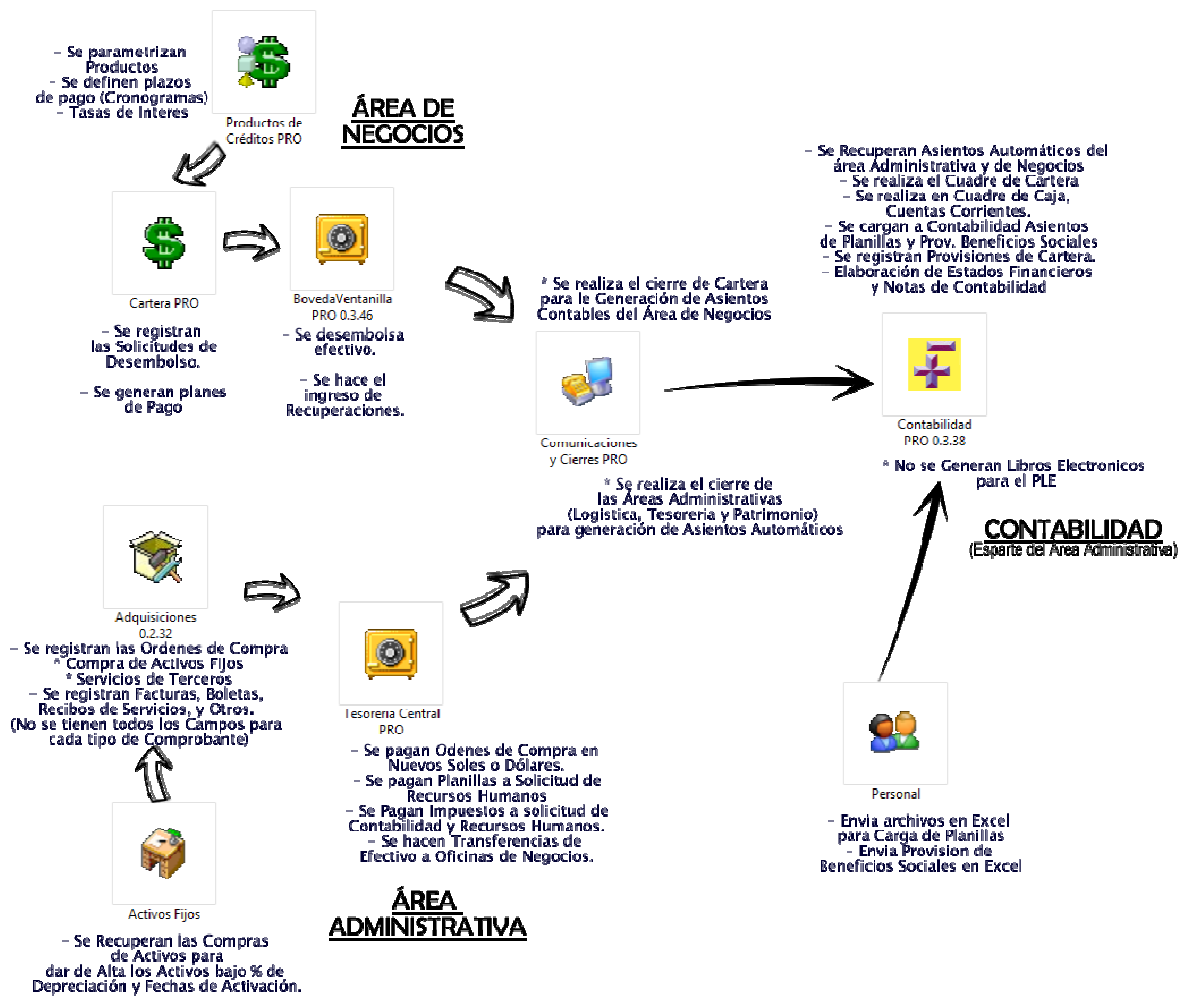 – Se parametrizan
Productos
– Se definen plazos
de pago (Cronogramas)
– Tasas de Interes
Productos de
Créditos PRO
ÁREA DE
NEGOCIOS
Cartera PRO
– Se registran
las Solicitudes de
Desembolso.
– Se generan planes
de Pago
BovedaVentanilla
PRO 0.3.46
– Se desembolsa
efectivo.
– Se hace el
ingreso de
Recuperaciones.
* Se realiza el cierre de Cartera
para le Generación de Asientos
Contables del Área de Negocios
Comunicaciones
y Cierres PRO
* Se realiza el cierre de
las Áreas Administrativas
(Logistica, Tesoreria y Patrimonio)
para generación de Asientos Automáticos
– Se Recuperan Asientos Automáticos del
área Administrativa y de Negocios
– Se realiza el Cuadre de Cartera
– Se realiza en Cuadre de Caja,
Cuentas Corrientes.
– Se cargan a Contabilidad Asientos
de Planillas y Prov. Beneficios Sociales
– Se registran Provisiones de Cartera.
– Elaboración de Estados Financieros
y Notas de Contabilidad
Contabilidad
PRO 0.3.38
* No se Generan Libros Electronicos
para el PLE
CONTABILIDAD
(Esparte del Area Administrativa)
Adquisiciones
0.2.32
– Se registran las Ordenes de Compra
* Compra de Activos Fijos
* Servicios de Terceros
– Se registran Facturas, Boletas,
Recibos de Servicios, y Otros.
(No se tienen todos los Campos para
cada tipo de Comprobante)
Activos Fijos
– Se Recuperan las Compras
de Activos para
dar de Alta los Activos bajo % de
Depreciación y Fechas de Activación.
Tesoreria Central
PRO
– Se pagan Odenes de Compra en
Nuevos Soles o Dólares.
– Se pagan Planillas a Solicitud de
Recursos Humanos
– Se Pagan Impuestos a solicitud de
Contabilidad y Recursos Humanos.
– Se hacen Transferencias de
Efectivo a Oficinas de Negocios.
ÁREA
ADMINISTRATIVA
Personal
– Envia archivos en Excel
para Carga de Planillas
– Envia Provision de
Beneficios Sociales en Excel